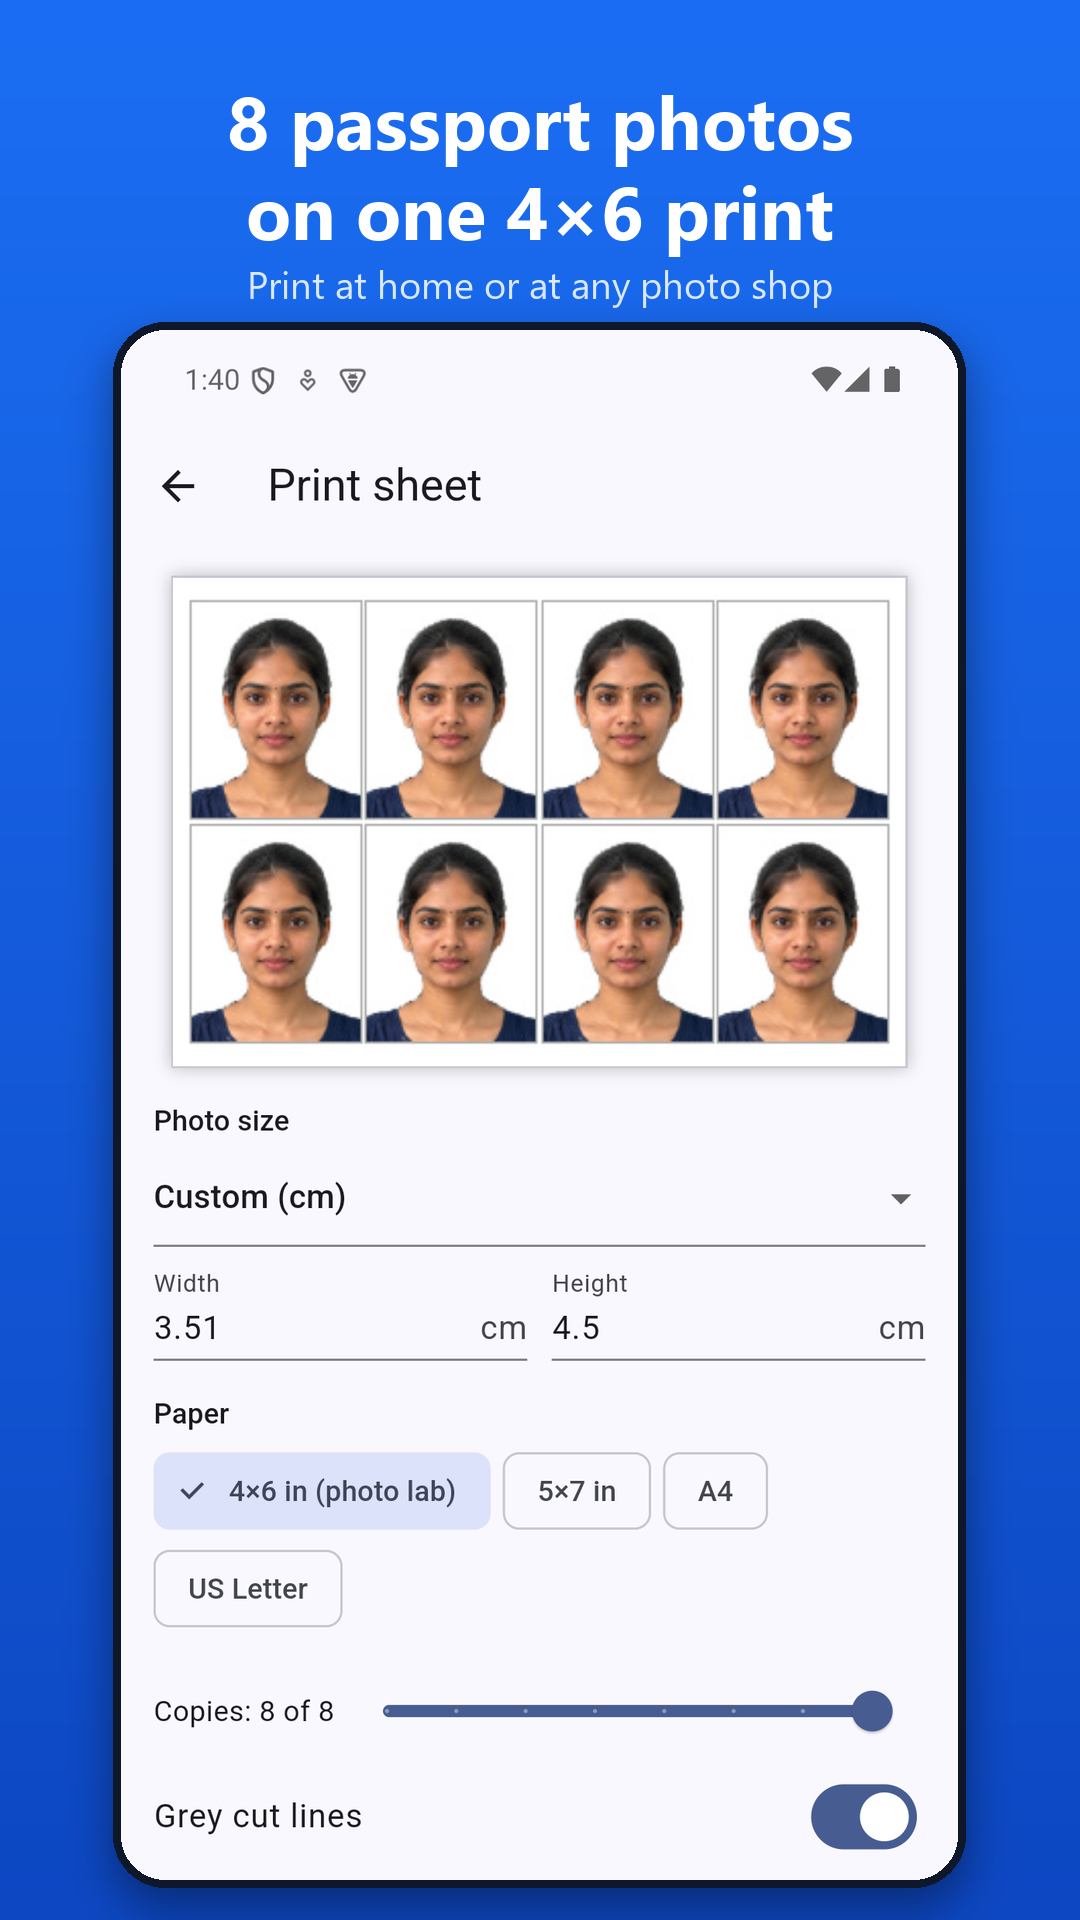 8 passport photos
on one 4×6 print
Print at home or at any photo shop
1:40
Print sheet
Photo size
Custom (cm)
Width
Height
3.51 cm
4.5 cm
Paper
4×6 in (photo lab)
5×7 in
A4
US Letter
Copies: 8 of 8
Grey cut lines